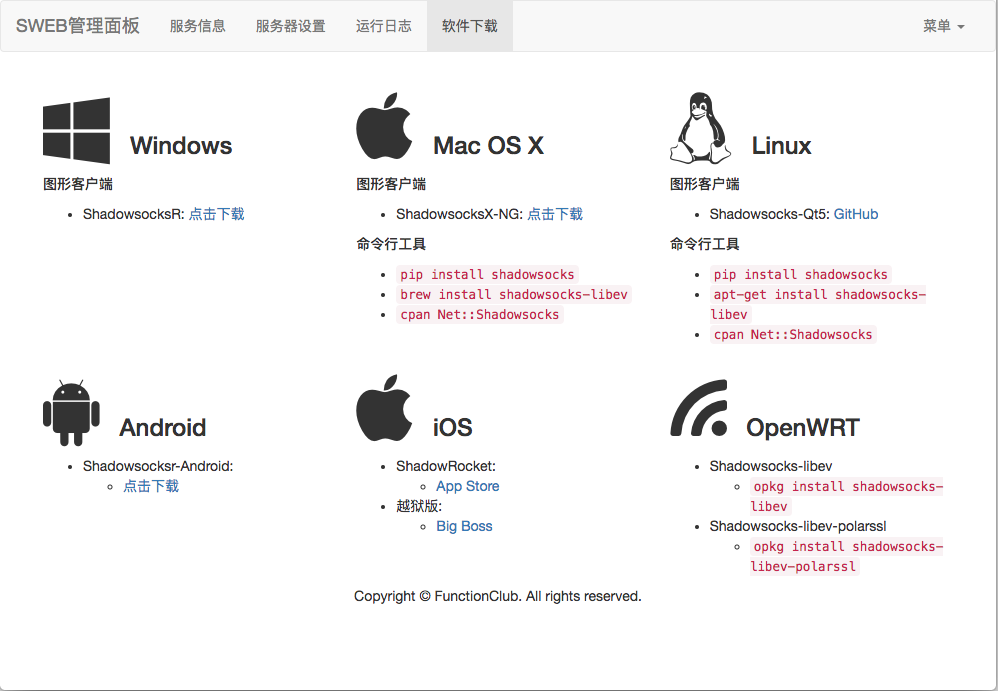 SWEB管理面板 服务信息 服务器设置 运行日志 软件下载 菜单
Windows
图形客户端
ShadowsocksR: 点击下载
Mac OS X
图形客户端
ShadowsocksX-NG: 点击下载
命令行工具
pip install shadowsocks
brew install shadowsocks-libev
cpan Net::Shadowsocks
Linux
图形客户端
Shadowsocks-Qt5: GitHub
命令行工具
pip install shadowsocks
apt-get install shadowsocks-
libev
cpan Net::Shadowsocks
Android
Shadowsocksr-Android:
点击下载
iOS
ShadowRocket:
App Store
越狱版:
Big Boss
OpenWRT
Shadowsocks-libev
opkg install shadowsocks-
libev
Shadowsocks-libev-polarssl
opkg install shadowsocks-
libev-polarssl
Copyright © FunctionClub. All rights reserved.